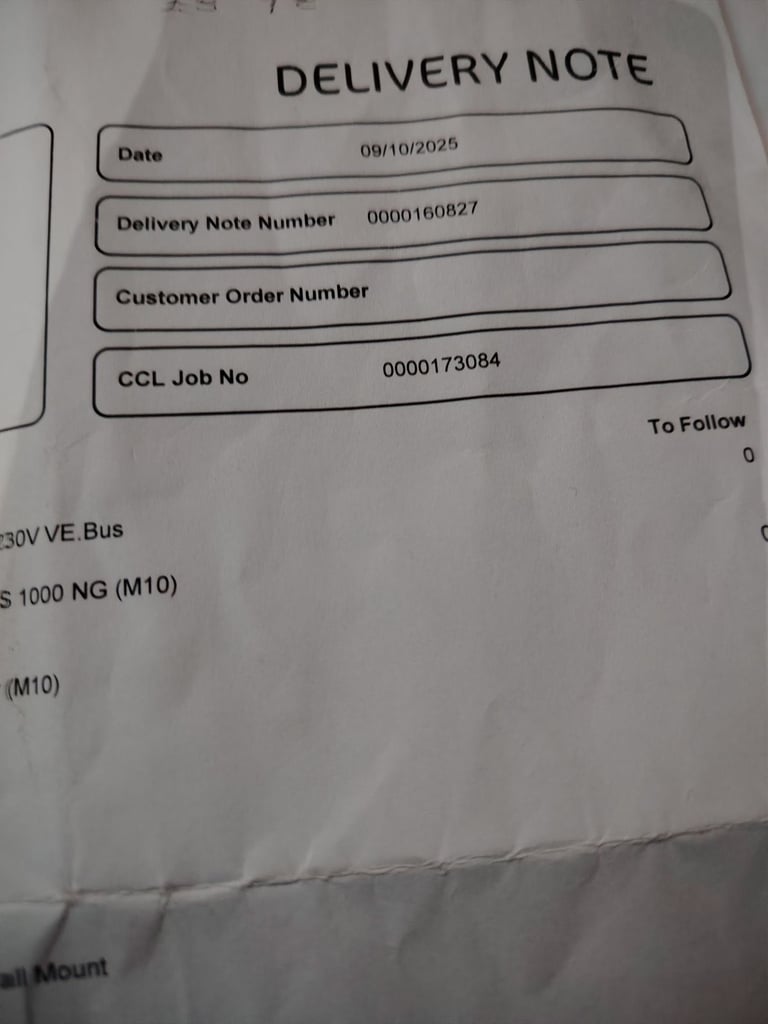 DELIVERY NOTE
Date 09/10/2025
Delivery Note Number 0000160827
Customer Order Number
CCL Job No 0000173084
To Follow
0
230V VE.Bus
S 1000 NG (M10)
(M10)
all Mount